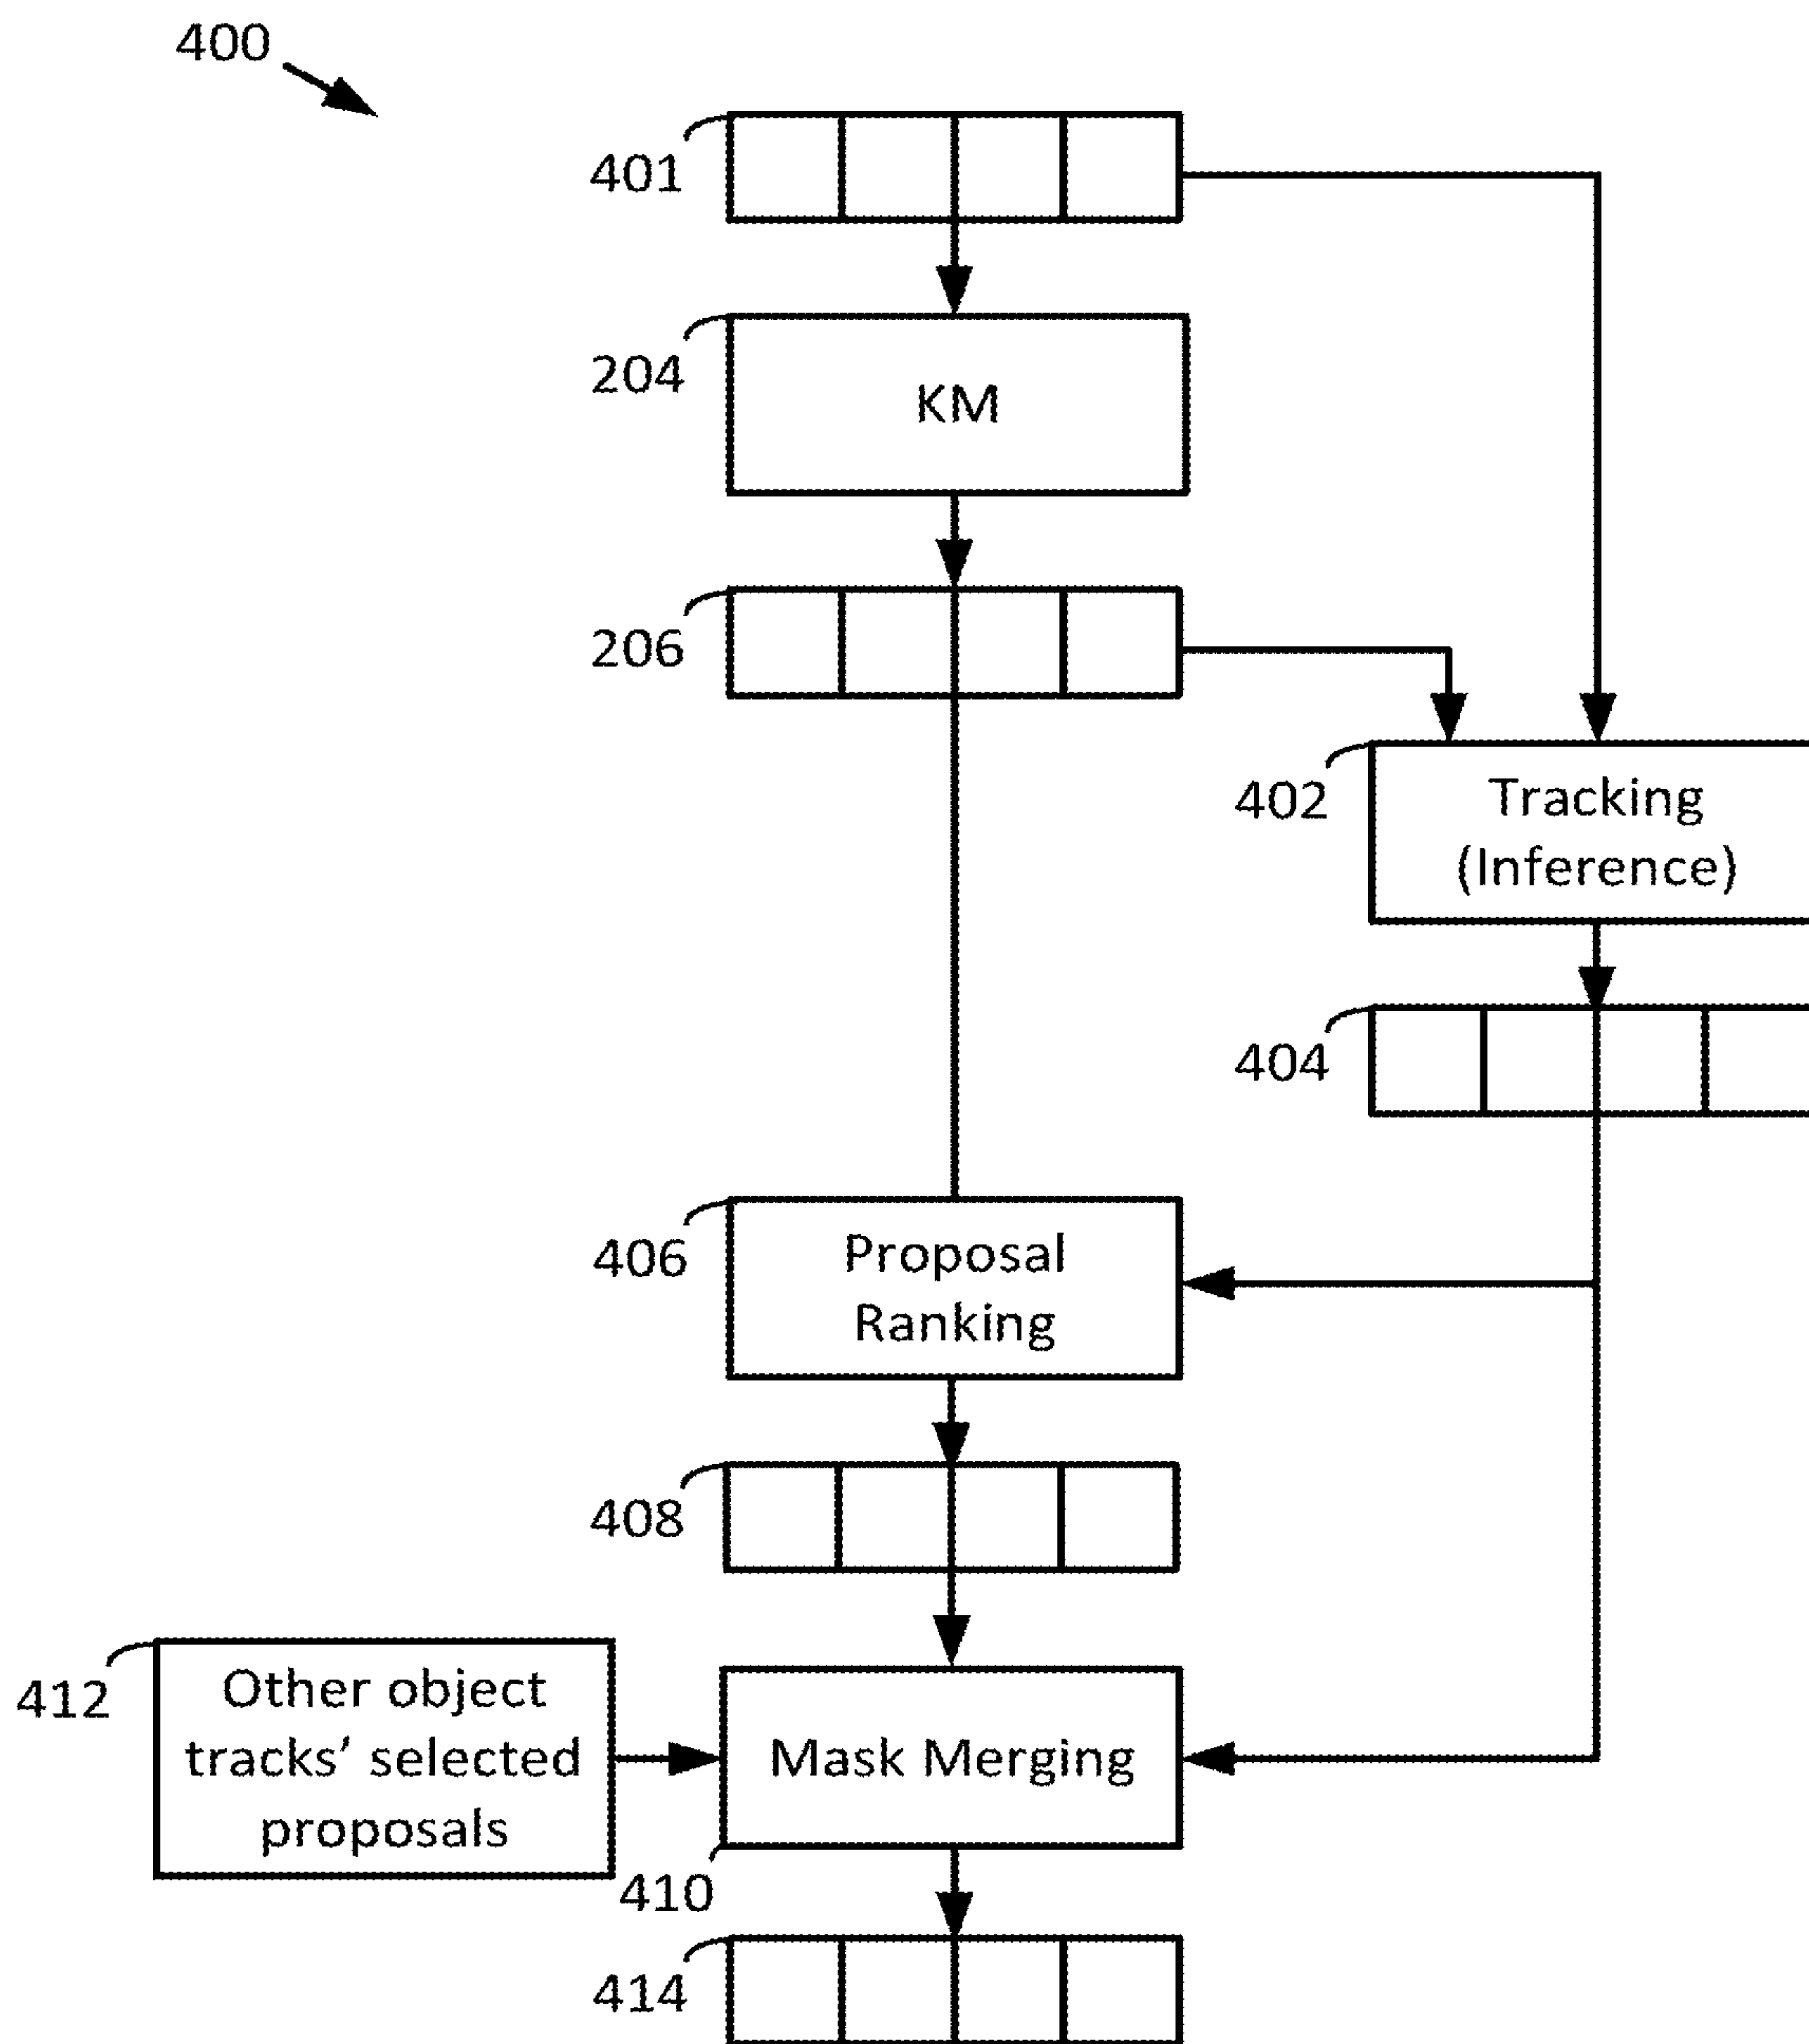 400
401
204
KM
206
402
Tracking
(Inference)
404
406
Proposal
Ranking
408
412
Other object
tracks’ selected
proposals
Mask Merging
410
414